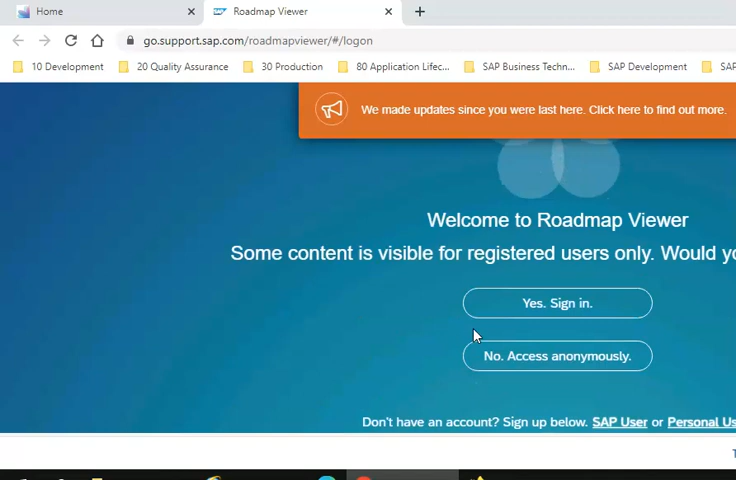 Home
Roadmap Viewer
go.support.sap.com/roadmapviewer/#/logon
10 Development 20 Quality Assurance 30 Production 80 Application Lifec... SAP Business Techn... SAP Development SAP
We made updates since you were last here. Click here to find out more.
Welcome to Roadmap Viewer
Some content is visible for registered users only. Would yo
Yes. Sign in.
No. Access anonymously.
Don't have an account? Sign up below. SAP User or Personal Us